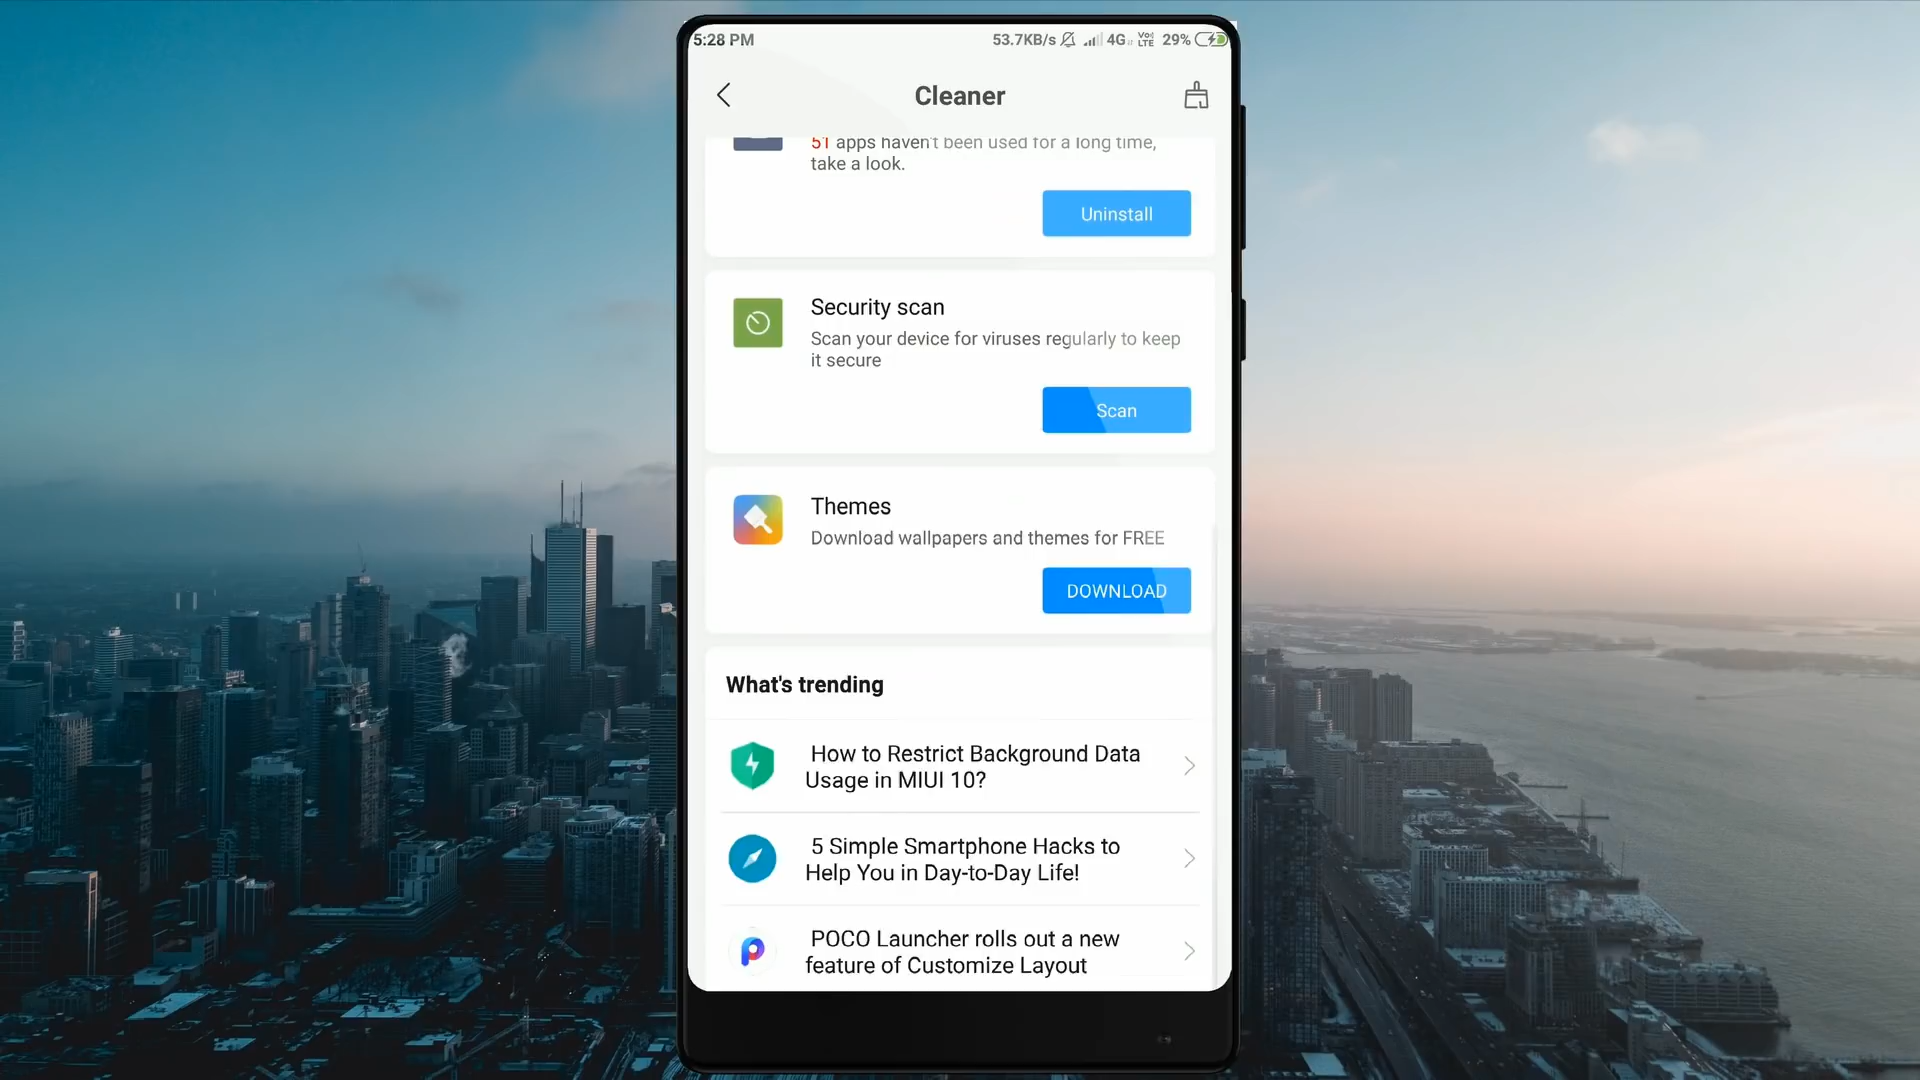 5:28 PM
53.7KB/s 4G Vo) LTE 29%
Cleaner
51 apps haven't been used for a long time,
take a look.
Uninstall
Security scan
Scan your device for viruses regularly to keep
it secure
Scan
Themes
Download wallpapers and themes for FREE
DOWNLOAD
What's trending
How to Restrict Background Data
Usage in MIUI 10?
5 Simple Smartphone Hacks to
Help You in Day-to-Day Life!
POCO Launcher rolls out a new
feature of Customize Layout